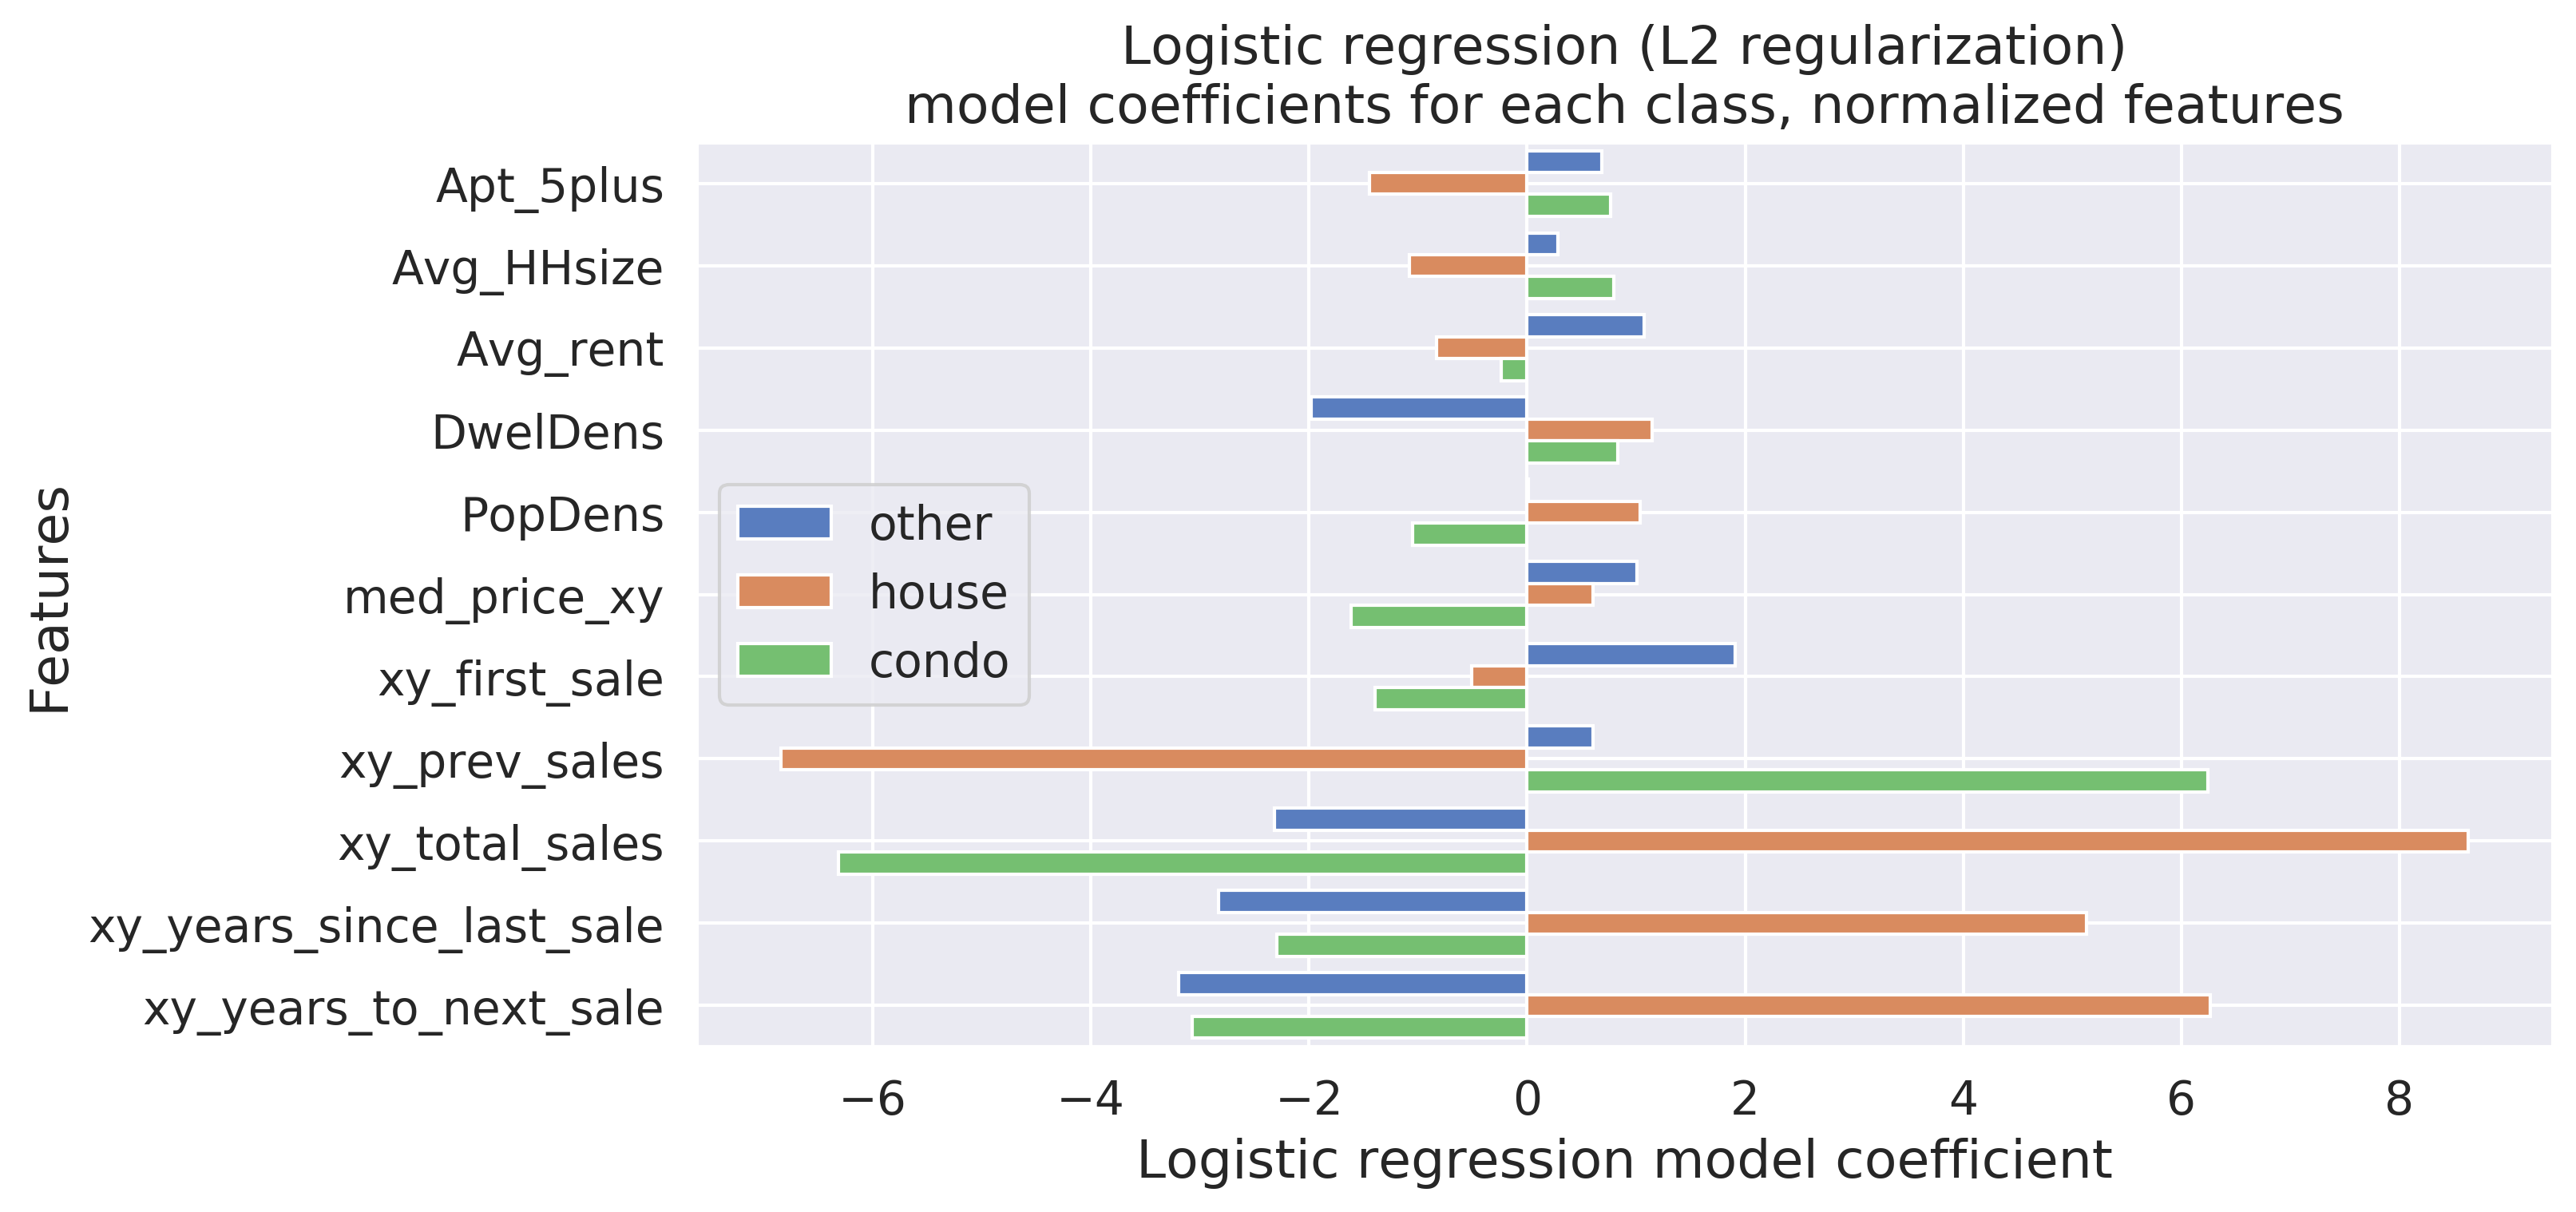 Logistic regression (L2 regularization)
model coefficients for each class, normalized features
Features
Apt_5plus
Avg_HHsize
Avg_rent
DwelDens
PopDens
med_price_xy
xy_first_sale
xy_prev_sales
xy_total_sales
xy_years_since_last_sale
xy_years_to_next_sale
other
house
condo
−6 −4 −2 0 2 4 6 8
Logistic regression model coefficient